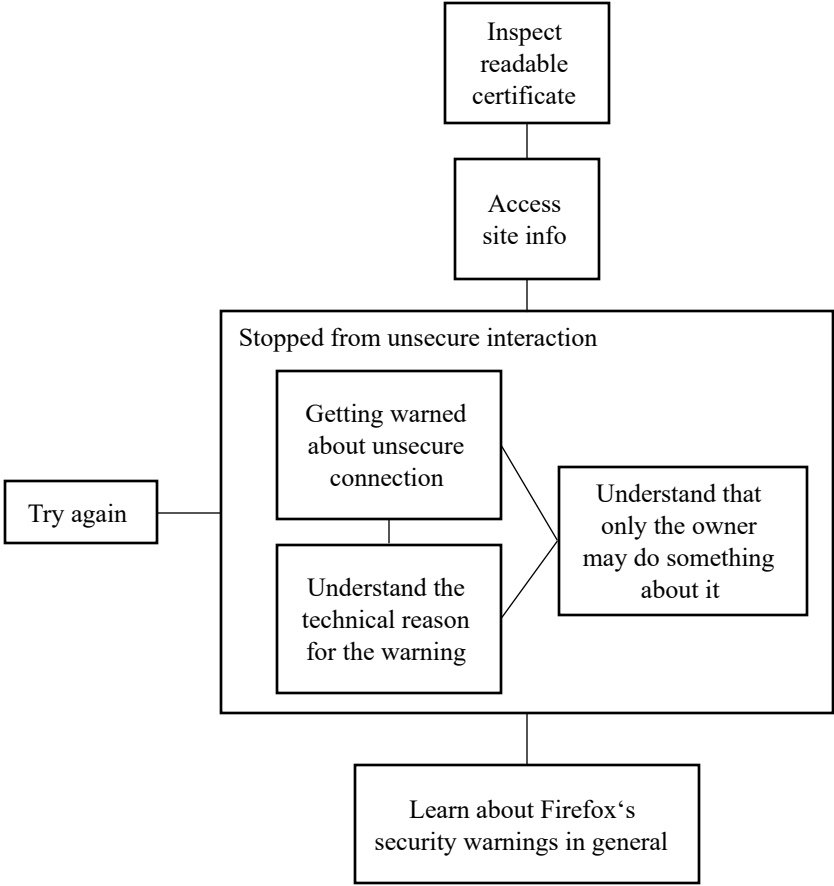 Inspect
readable
certificate
Access
site info
Stopped from unsecure interaction
Getting warned
about unsecure
connection
Understand that
only the owner
may do something
about it
Try again
Understand the
technical reason
for the warning
Learn about Firefox‘s
security warnings in general